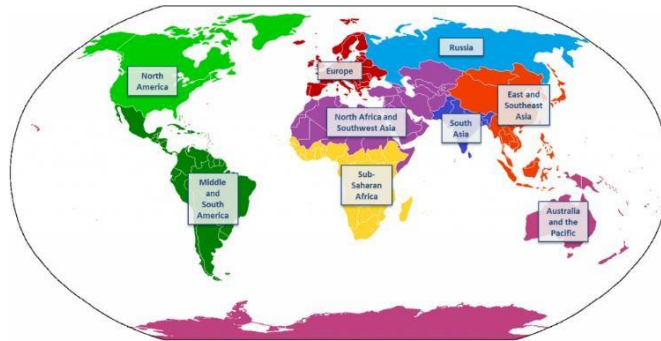 Russia
North
America
Europe
East and
Southeast
Asia
North Africa and
Southwest Asia
South
Asia
Sub-
Saharan
Africa
Middle
and
South
America
Australia
and the
Pacific